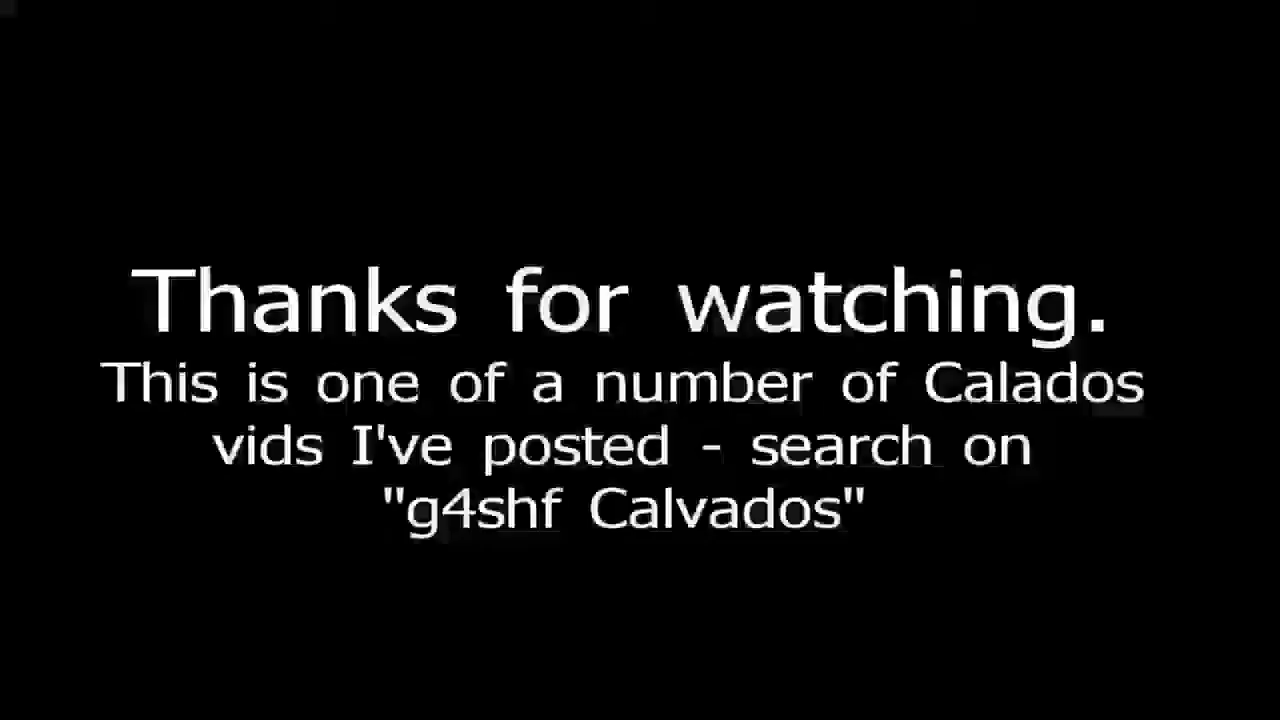 Thanks for watching.
This is one of a number of Calados
vids I've posted - search on
"g4shf Calvados"